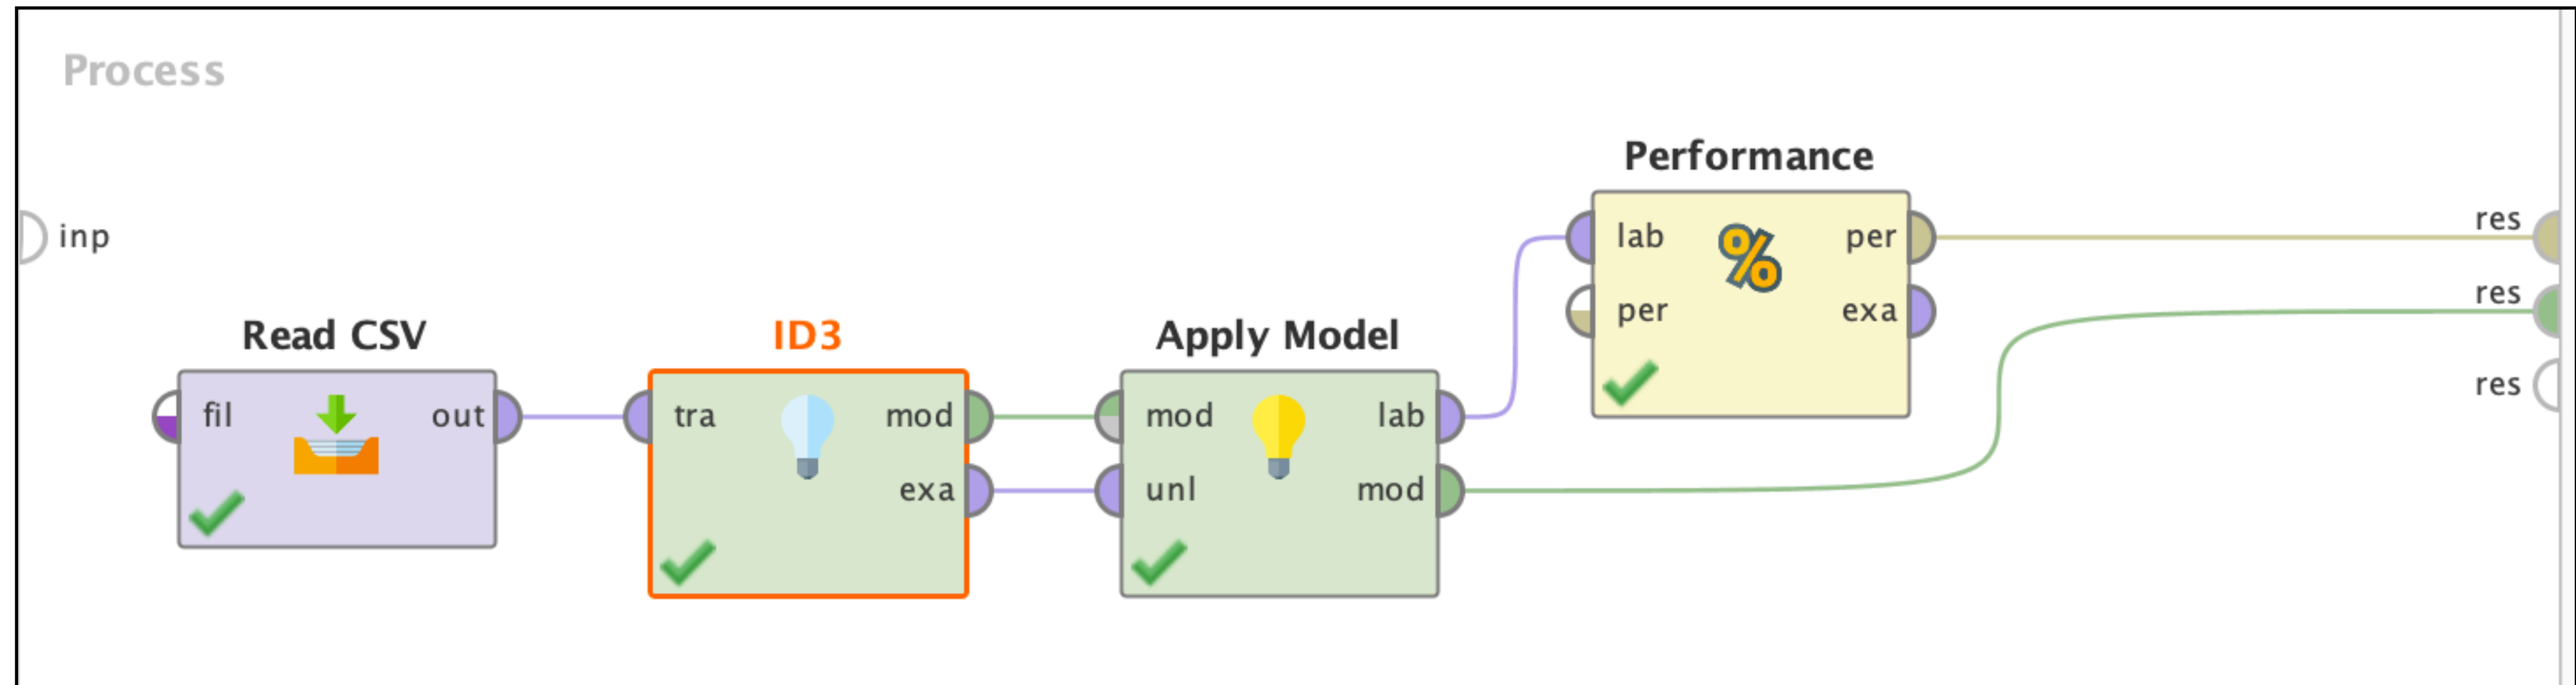 Process
inp
Read CSV
fil out
ID3
tra mod
exa
Apply Model
mod lab
unl mod
Performance
%
lab per
per exa
res
res
res